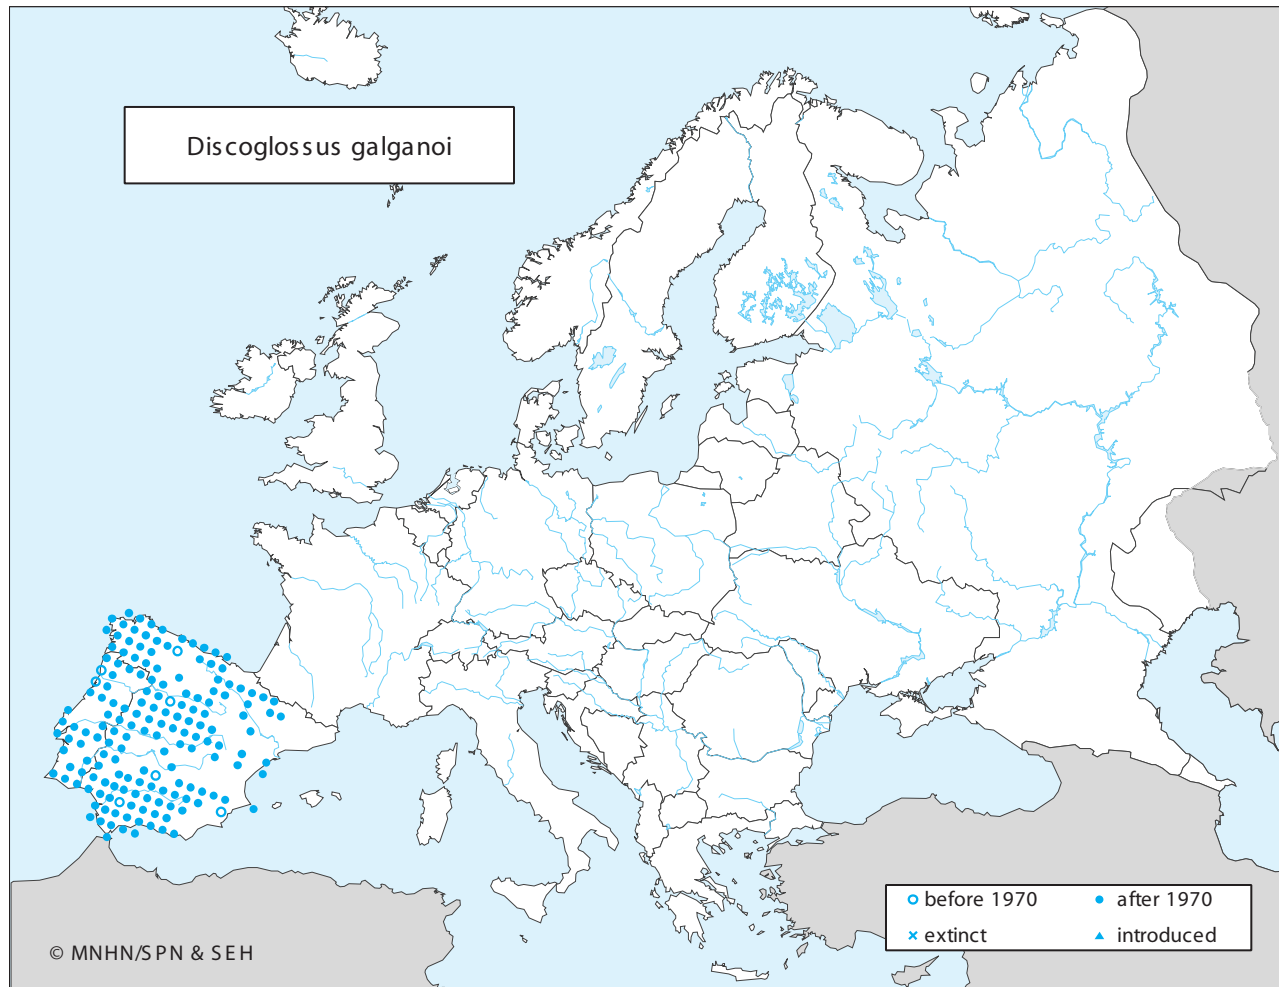 Discoglossus galganoi
before 1970
after 1970
extinct
introduced
© MNHN/SPN & SEH